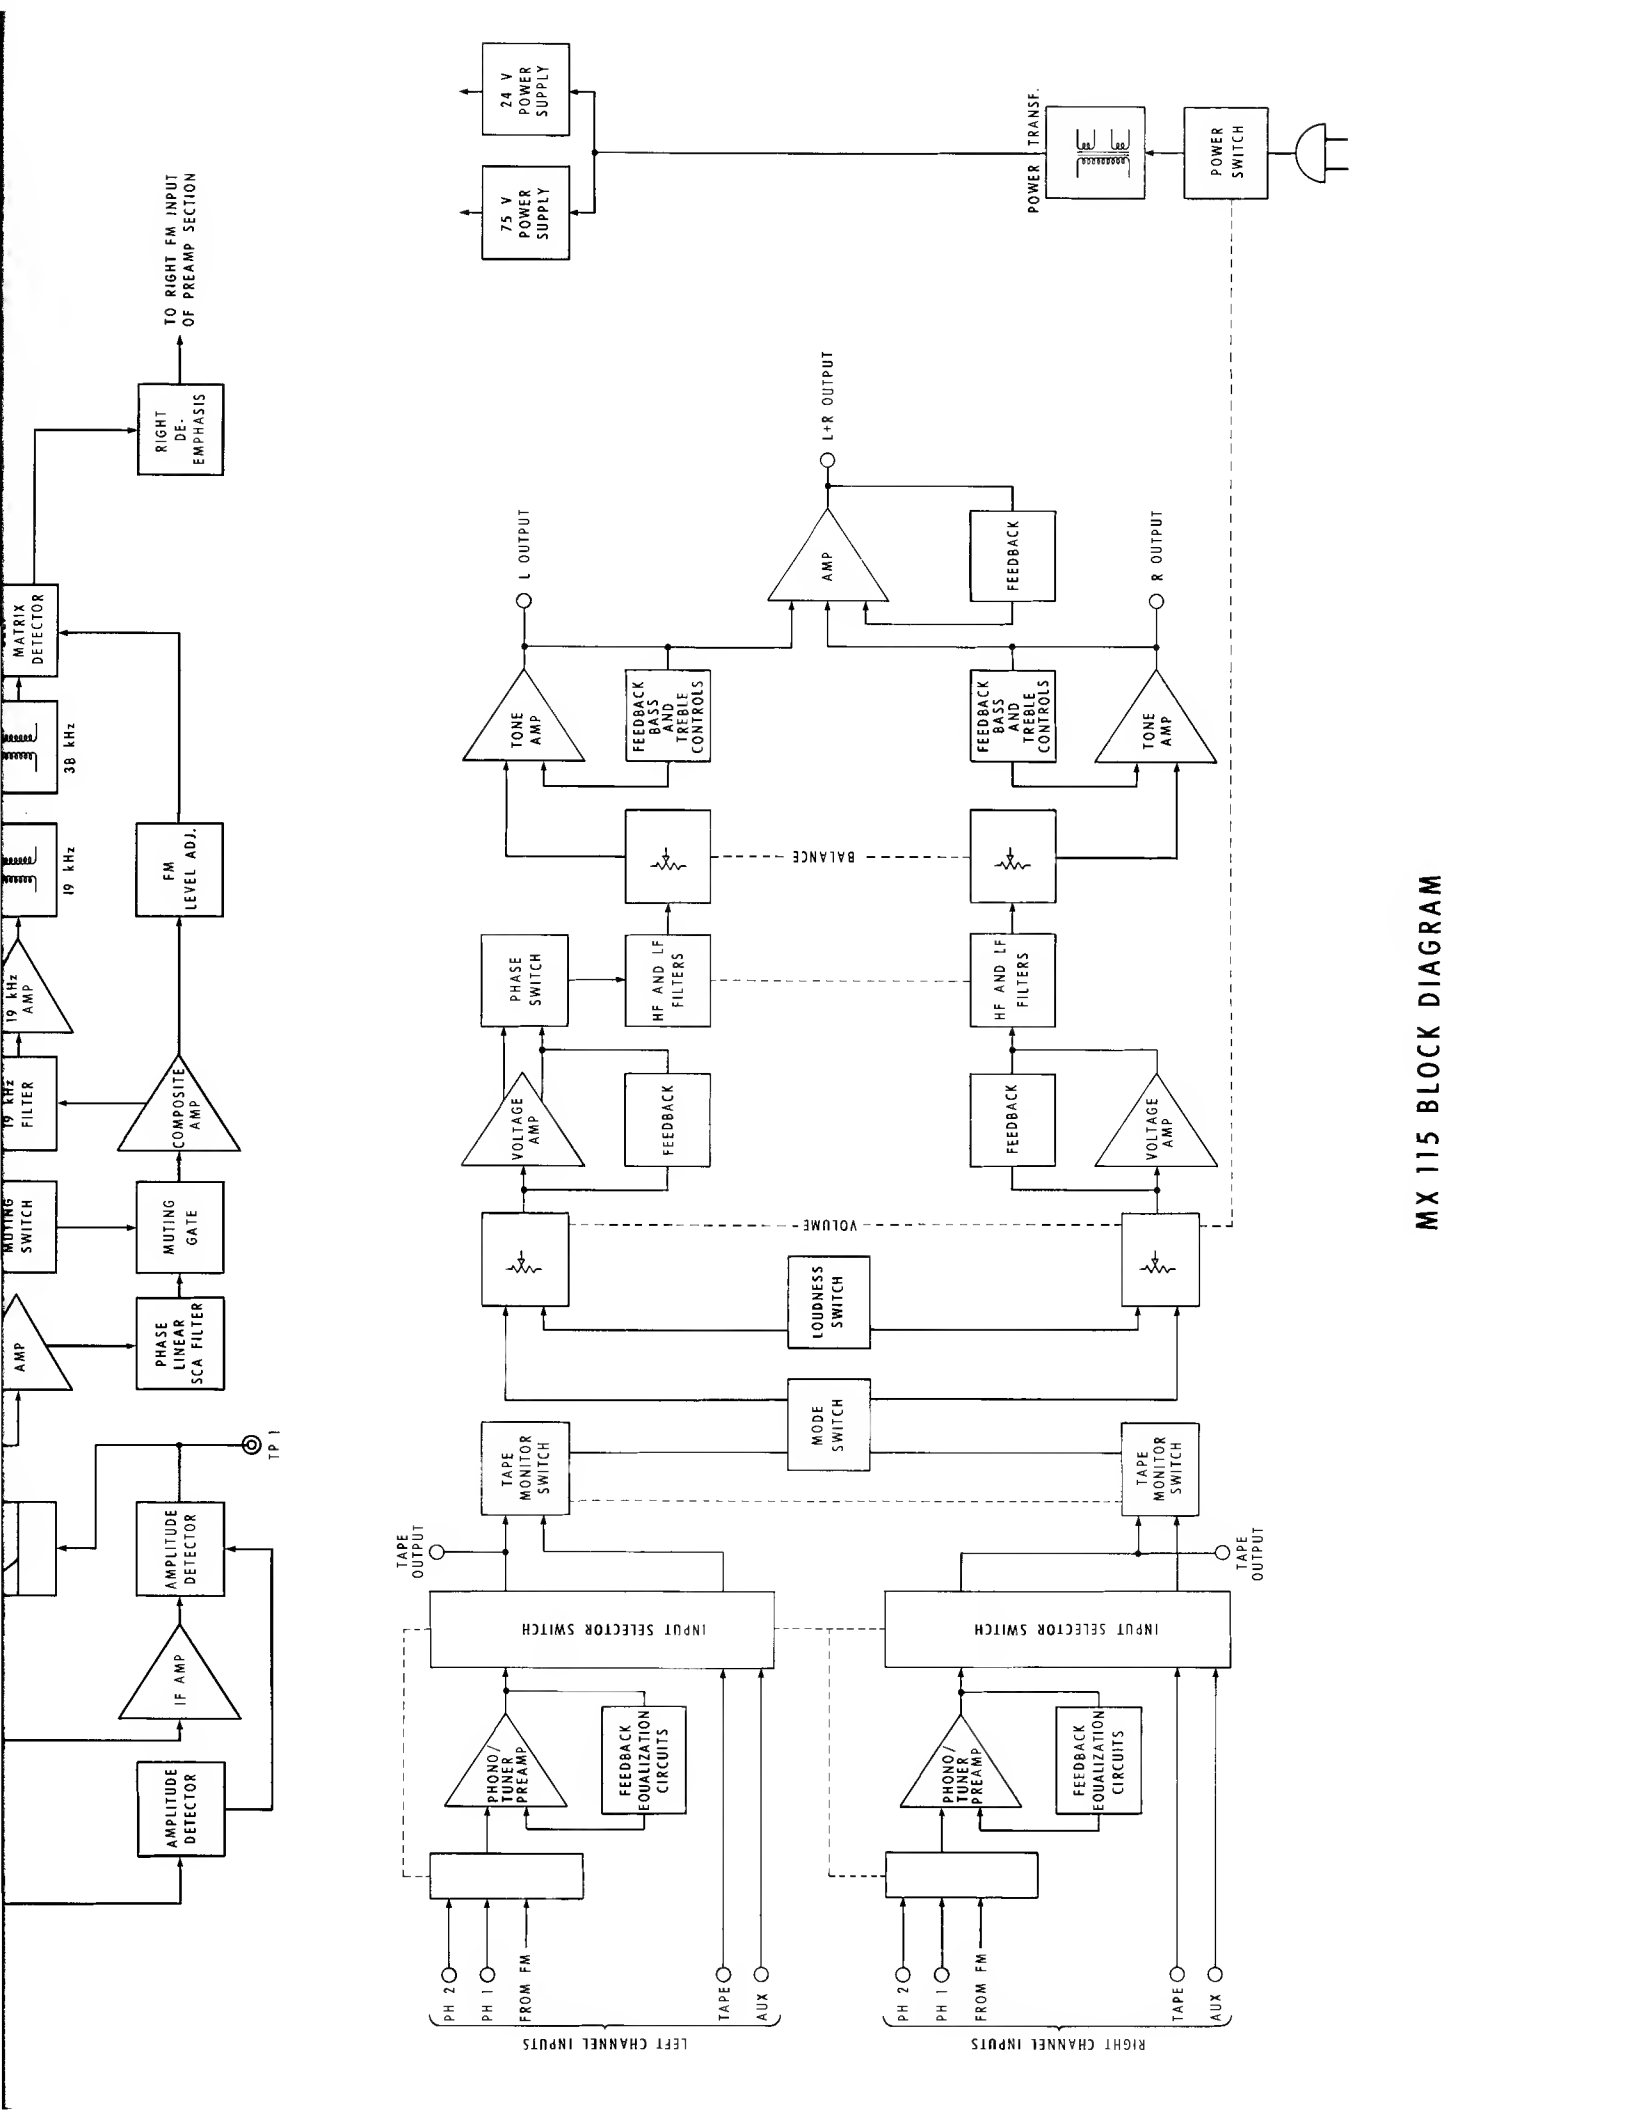 TO RIGHT FM INPUT
OF PREAMP SECTION
RIGHT
DE-
EMPHASIS
MATRIX
DETECTOR
38 kHz
19 kHz
FM
LEVEL ADJ.
19 kHz
AMP
19 kHz
FILTER
COMPOSITE
AMP
MUTING
SWITCH
MUTING
GATE
AMP
PHASE
LINEAR
SCA FILTER
TP 1
AMPLITUDE
DETECTOR
IF AMP
AMPLITUDE
DETECTOR
LEFT CHANNEL INPUTS
PH 2
PH 1
FROM FM
TAPE
AUX
PHONO/
TUNER
PREAMP
FEEDBACK
EQUALIZATION
CIRCUITS
INPUT SELECTOR SWITCH
TAPE
OUTPUT
TAPE
MONITOR
SWITCH
MODE
SWITCH
LOUDNESS
SWITCH
VOLUME
VOLTAGE
AMP
FEEDBACK
PHASE
SWITCH
HF AND LF
FILTERS
BALANCE
TONE
AMP
FEEDBACK
BASS
AND
TREBLE
CONTROLS
L OUTPUT
AMP
FEEDBACK
L+R OUTPUT
RIGHT CHANNEL INPUTS
PH 2
PH 1
FROM FM
TAPE
AUX
PHONO/
TUNER
PREAMP
FEEDBACK
EQUALIZATION
CIRCUITS
INPUT SELECTOR SWITCH
TAPE
OUTPUT
TAPE
MONITOR
SWITCH
FEEDBACK
VOLTAGE
AMP
HF AND LF
FILTERS
FEEDBACK
BASS
AND
TREBLE
CONTROLS
TONE
AMP
R OUTPUT
24 V
POWER
SUPPLY
75 V
POWER
SUPPLY
POWER TRANSF.
POWER
SWITCH
MX 115 BLOCK DIAGRAM